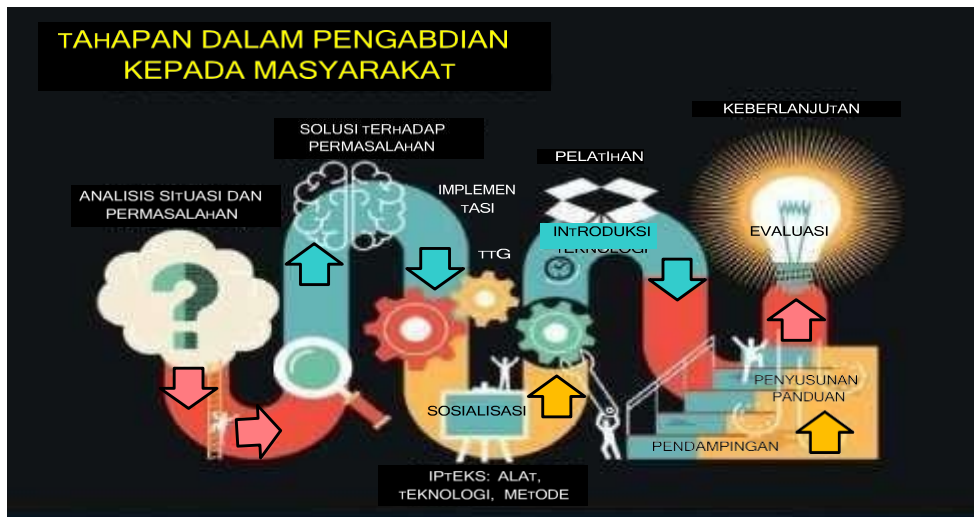 TAHAPAN DALAM PENGABDIAN
KEPADA MASYARAKAT
ANALISIS SITUASI DAN
PERMASALAHAN
?
SOLUSI TERHADAP
PERMASALAHAN
IMPLEMEN
TASI
TTG
SOSIALISASI
IPTEKS: ALAT,
TEKNOLOGI, METODE
PELATIHAN
INTRODUKSI
TEKNOLOGI
PENDAMPINGAN
PENYUSUNAN
PANDUAN
EVALUASI
KEBERLANJUTAN